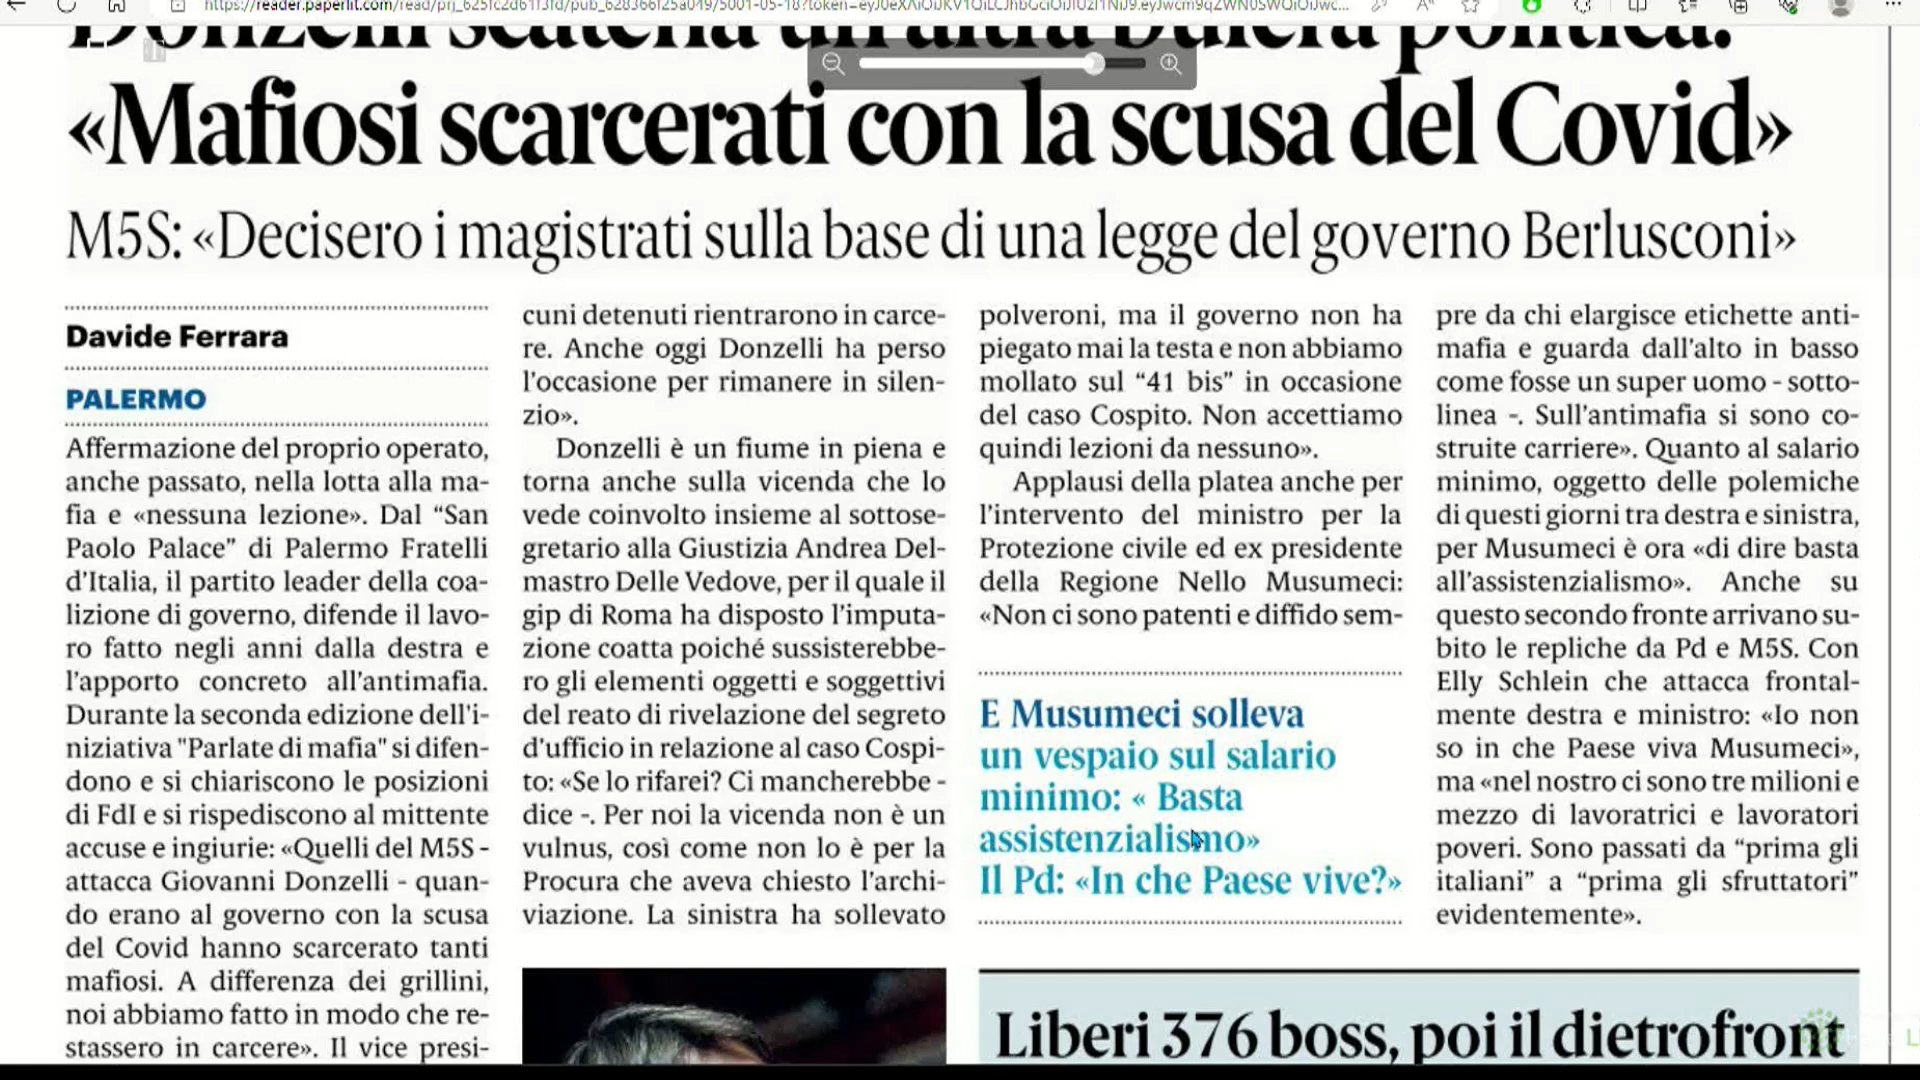 Donzelli scatena un'altra bufera politica:
«Mafiosi scarcerati con la scusa del Covid»
M5S: «Decisero i magistrati sulla base di una legge del governo Berlusconi»
Davide Ferrara
PALERMO
Affermazione del proprio operato,
anche passato, nella lotta alla ma-
fia e «nessuna lezione». Dal “San
Paolo Palace” di Palermo Fratelli
d'Italia, il partito leader della coa-
lizione di governo, difende il lavo-
ro fatto negli anni dalla destra e
l'apporto concreto all'antimafia.
Durante la seconda edizione dell'i-
niziativa "Parlate di mafia" si difen-
dono e si chiariscono le posizioni
di FdI e si rispediscono al mittente
accuse e ingiurie: «Quelli del M5S -
attacca Giovanni Donzelli - quan-
do erano al governo con la scusa
del Covid hanno scarcerato tanti
mafiosi. A differenza dei grillini,
noi abbiamo fatto in modo che re-
stassero in carcere». Il vice presi-
cuni detenuti rientrarono in carce-
re. Anche oggi Donzelli ha perso
l'occasione per rimanere in silen-
zio».
Donzelli è un fiume in piena e
torna anche sulla vicenda che lo
vede coinvolto insieme al sottose-
gretario alla Giustizia Andrea Del-
mastro Delle Vedove, per il quale il
gip di Roma ha disposto l'imputa-
zione coatta poiché sussisterebbe-
ro gli elementi oggetti e soggettivi
del reato di rivelazione del segreto
d'ufficio in relazione al caso Cospi-
to: «Se lo rifarei? Ci mancherebbe -
dice -. Per noi la vicenda non è un
vulnus, così come non lo è per la
Procura che aveva chiesto l'archi-
viazione. La sinistra ha sollevato
polveroni, ma il governo non ha
piegato mai la testa e non abbiamo
mollato sul “41 bis” in occasione
del caso Cospito. Non accettiamo
quindi lezioni da nessuno».
Applausi della platea anche per
l'intervento del ministro per la
Protezione civile ed ex presidente
della Regione Nello Musumeci:
«Non ci sono patenti e diffido sem-
E Musumeci solleva
un vespaio sul salario
minimo: « Basta
assistenzialismo»
Il Pd: «In che Paese vive?»
pre da chi elargisce etichette anti-
mafia e guarda dall'alto in basso
come fosse un super uomo - sotto-
linea -. Sull'antimafia si sono co-
struite carriere». Quanto al salario
minimo, oggetto delle polemiche
di questi giorni tra destra e sinistra,
per Musumeci è ora «di dire basta
all'assistenzialismo». Anche su
questo secondo fronte arrivano su-
bito le repliche da Pd e M5S. Con
Elly Schlein che attacca frontal-
mente destra e ministro: «Io non
so in che Paese viva Musumeci»,
ma «nel nostro ci sono tre milioni e
mezzo di lavoratrici e lavoratori
poveri. Sono passati da “prima gli
italiani” a “prima gli sfruttatori”
evidentemente».
Liberi 376 boss, poi il dietrofront